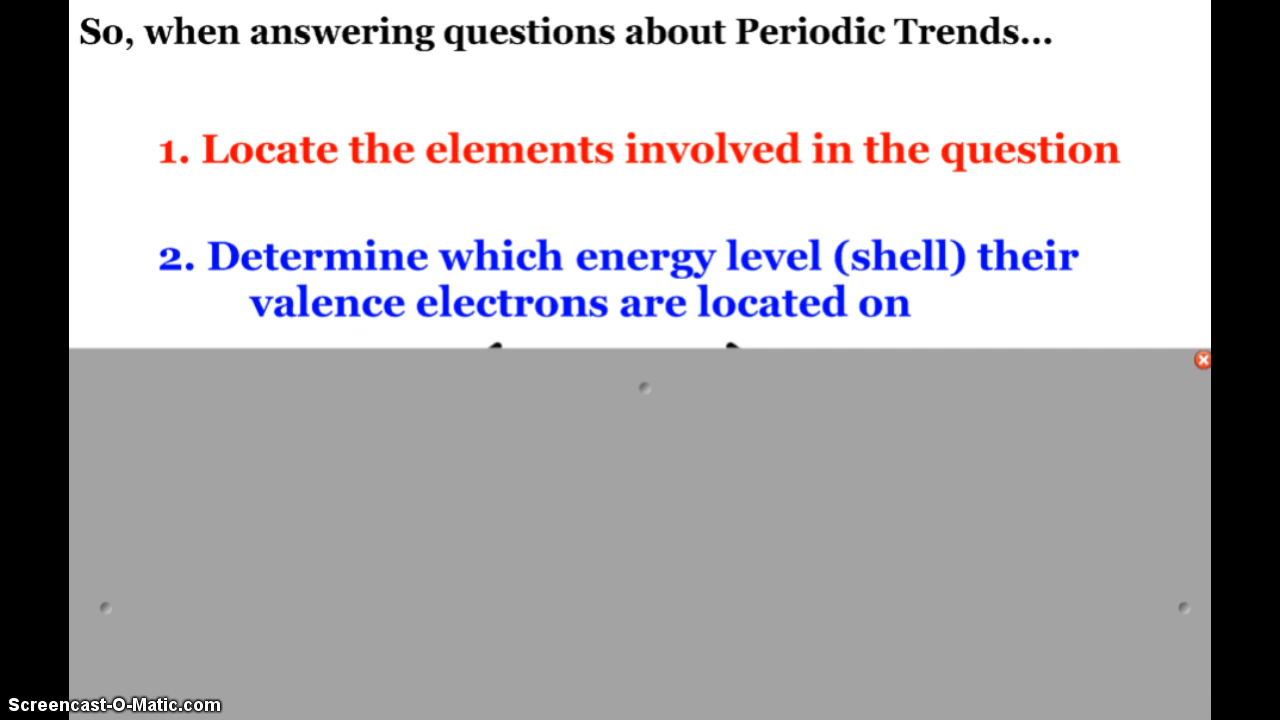 So, when answering questions about Periodic Trends...
1. Locate the elements involved in the question
2. Determine which energy level (shell) their
valence electrons are located on
Screencast-O-Matic.com